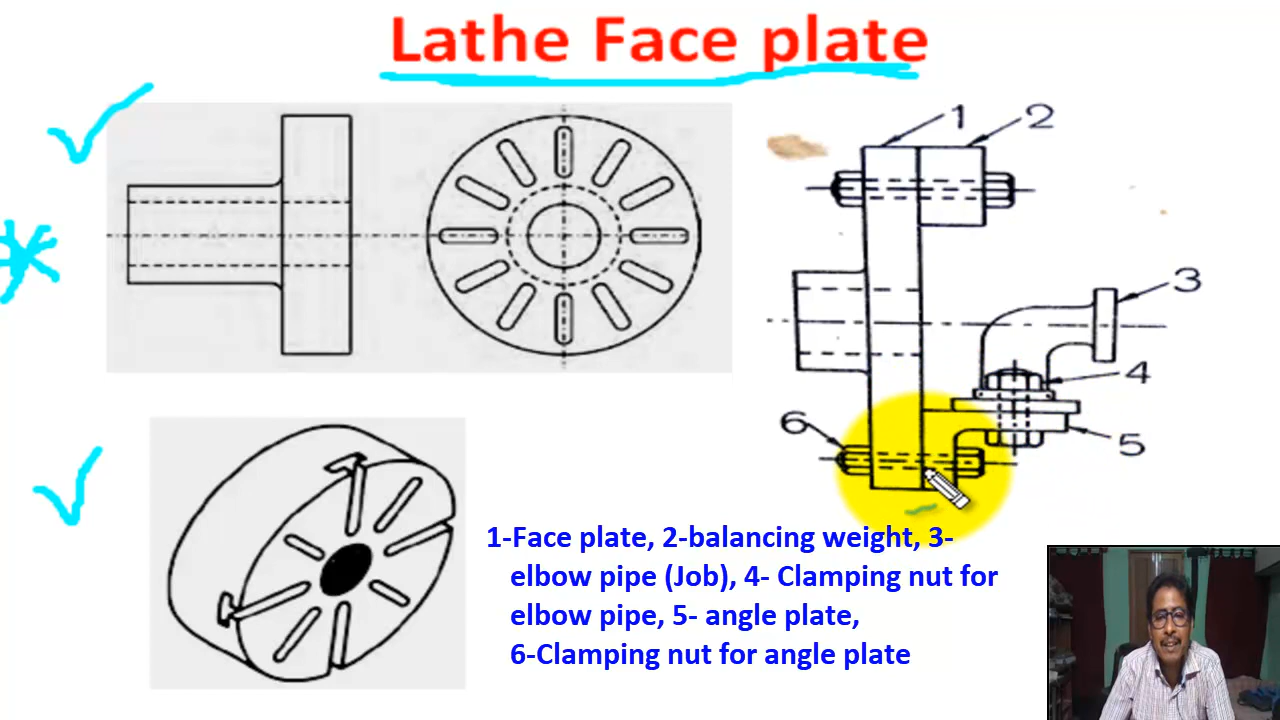 Lathe Face plate
1 2
3
4
5
6
1-Face plate, 2-balancing weight, 3-
elbow pipe (Job), 4- Clamping nut for
elbow pipe, 5- angle plate,
6-Clamping nut for angle plate